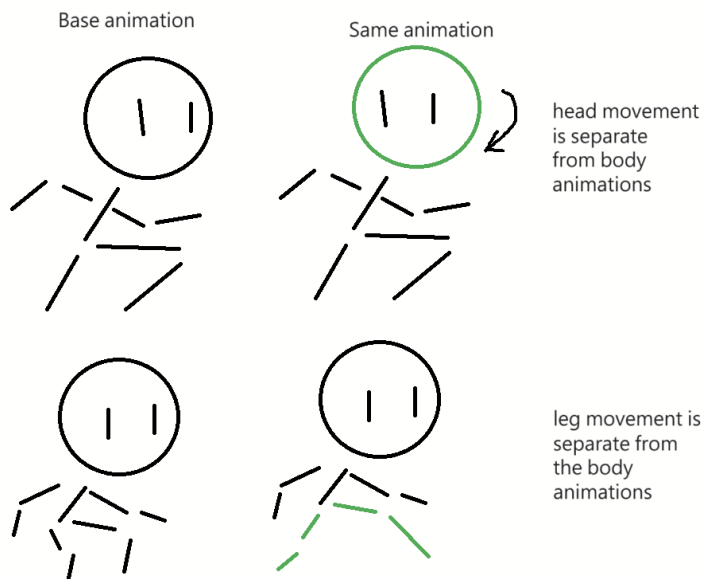 Base animation
Same animation
head movement
is separate
from body
animations
leg movement is
separate from
the body
animations